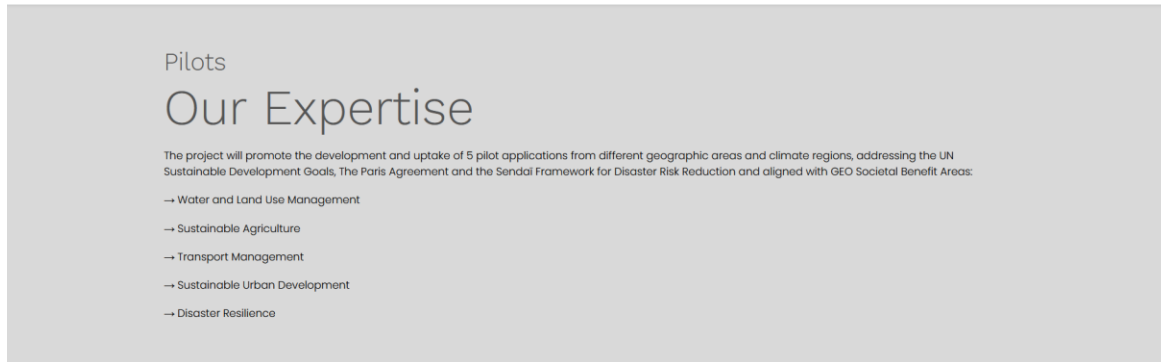 Pilots
Our Expertise
The project will promote the development and uptake of 5 pilot applications from different geographic areas and climate regions, addressing the UN
Sustainable Development Goals, The Paris Agreement and the Sendai Framework for Disaster Risk Reduction and aligned with GEO Societal Benefit Areas:
→ Water and Land Use Management
→ Sustainable Agriculture
→ Transport Management
→ Sustainable Urban Development
→ Disaster Resilience